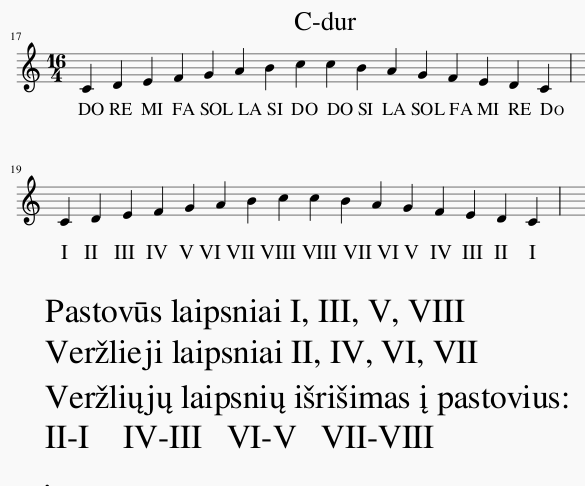 C-dur
17
16
4
DO RE MI FA SOL LA SI DO DO SI LA SOL FA MI RE Do
19
I II III IV V VI VII VIII VIII VII VI V IV III II I
Pastovūs laipsniai I, III, V, VIII
Veržlieji laipsniai II, IV, VI, VII
Veržliųjų laipsnių išrišimas į pastovius:
II-I IV-III VI-V VII-VIII
.